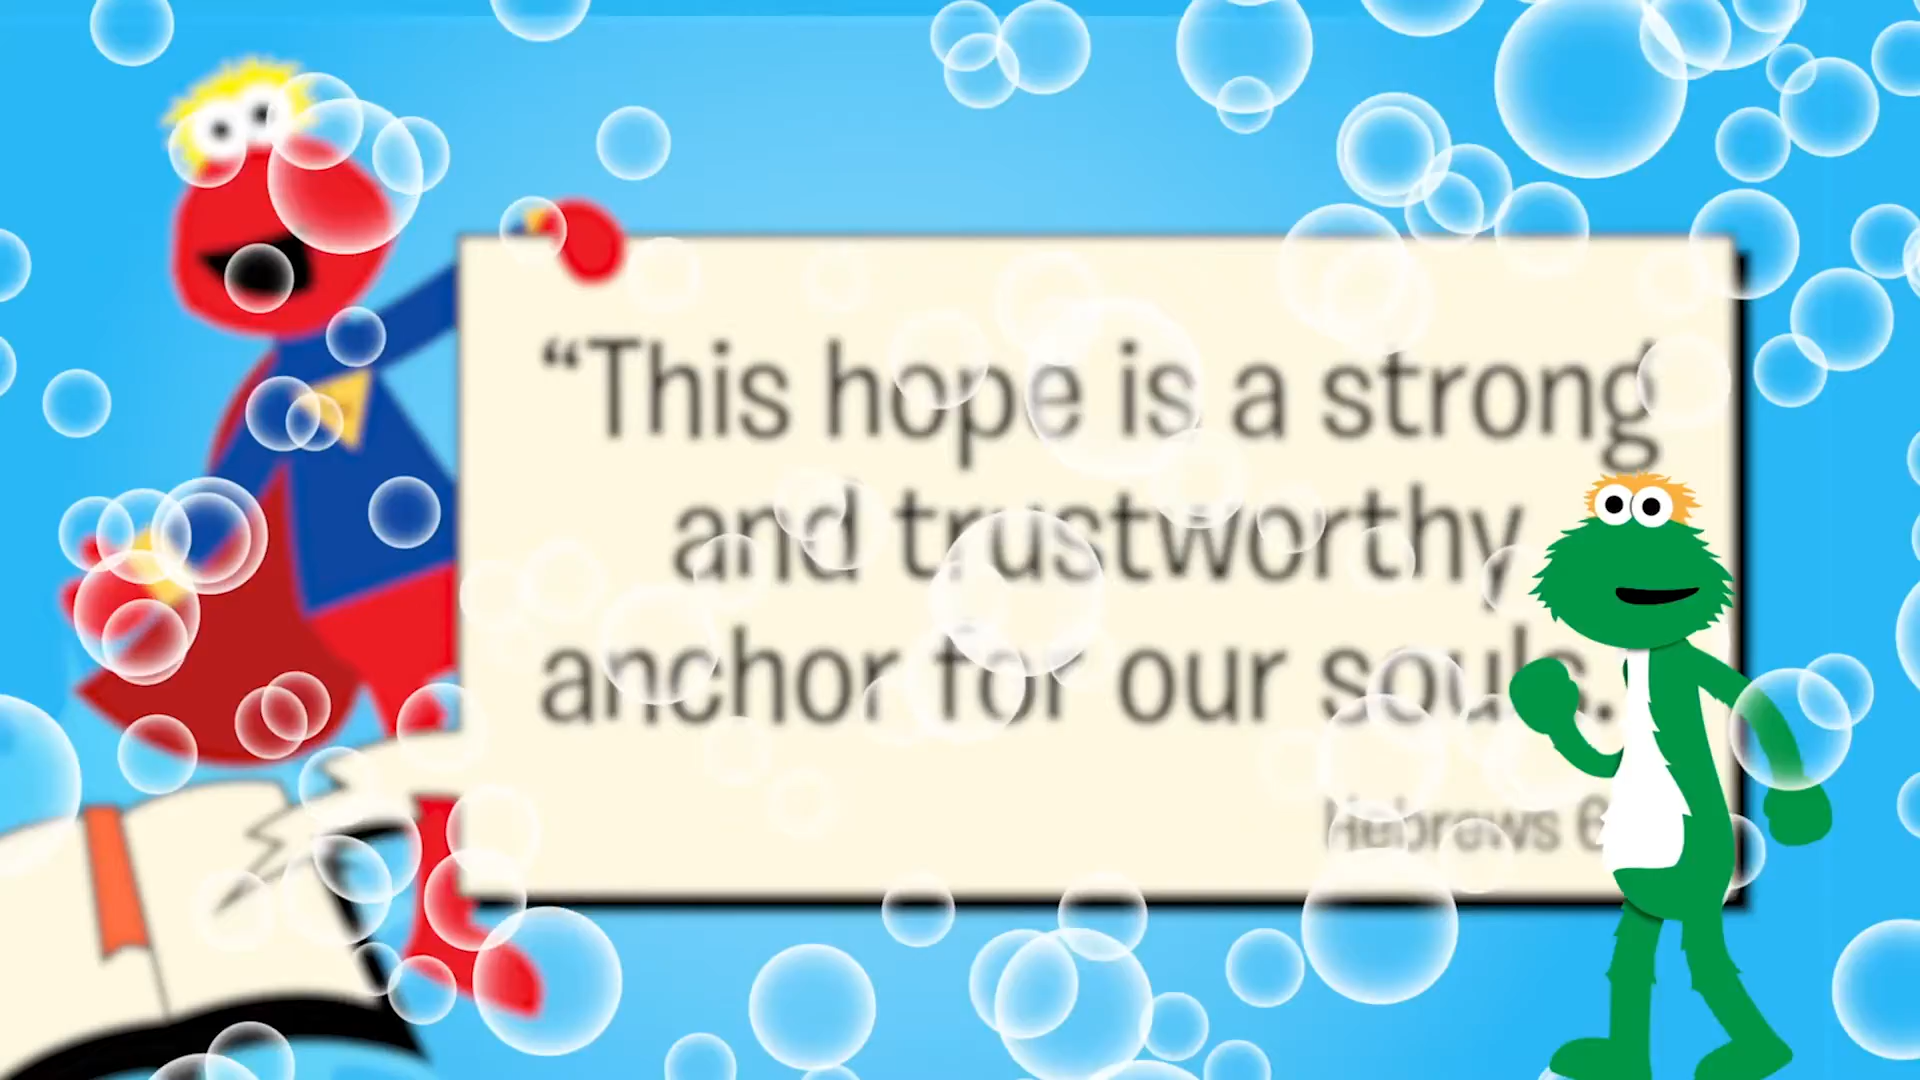 “This hope is a strong
and trustworthy
anchor for our souls.
Hebrews 6